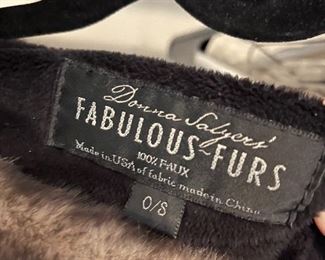 Donna Salyers'
FABULOUS~FURS
100% FAUX
Made in USA of fabric made in China
O/S